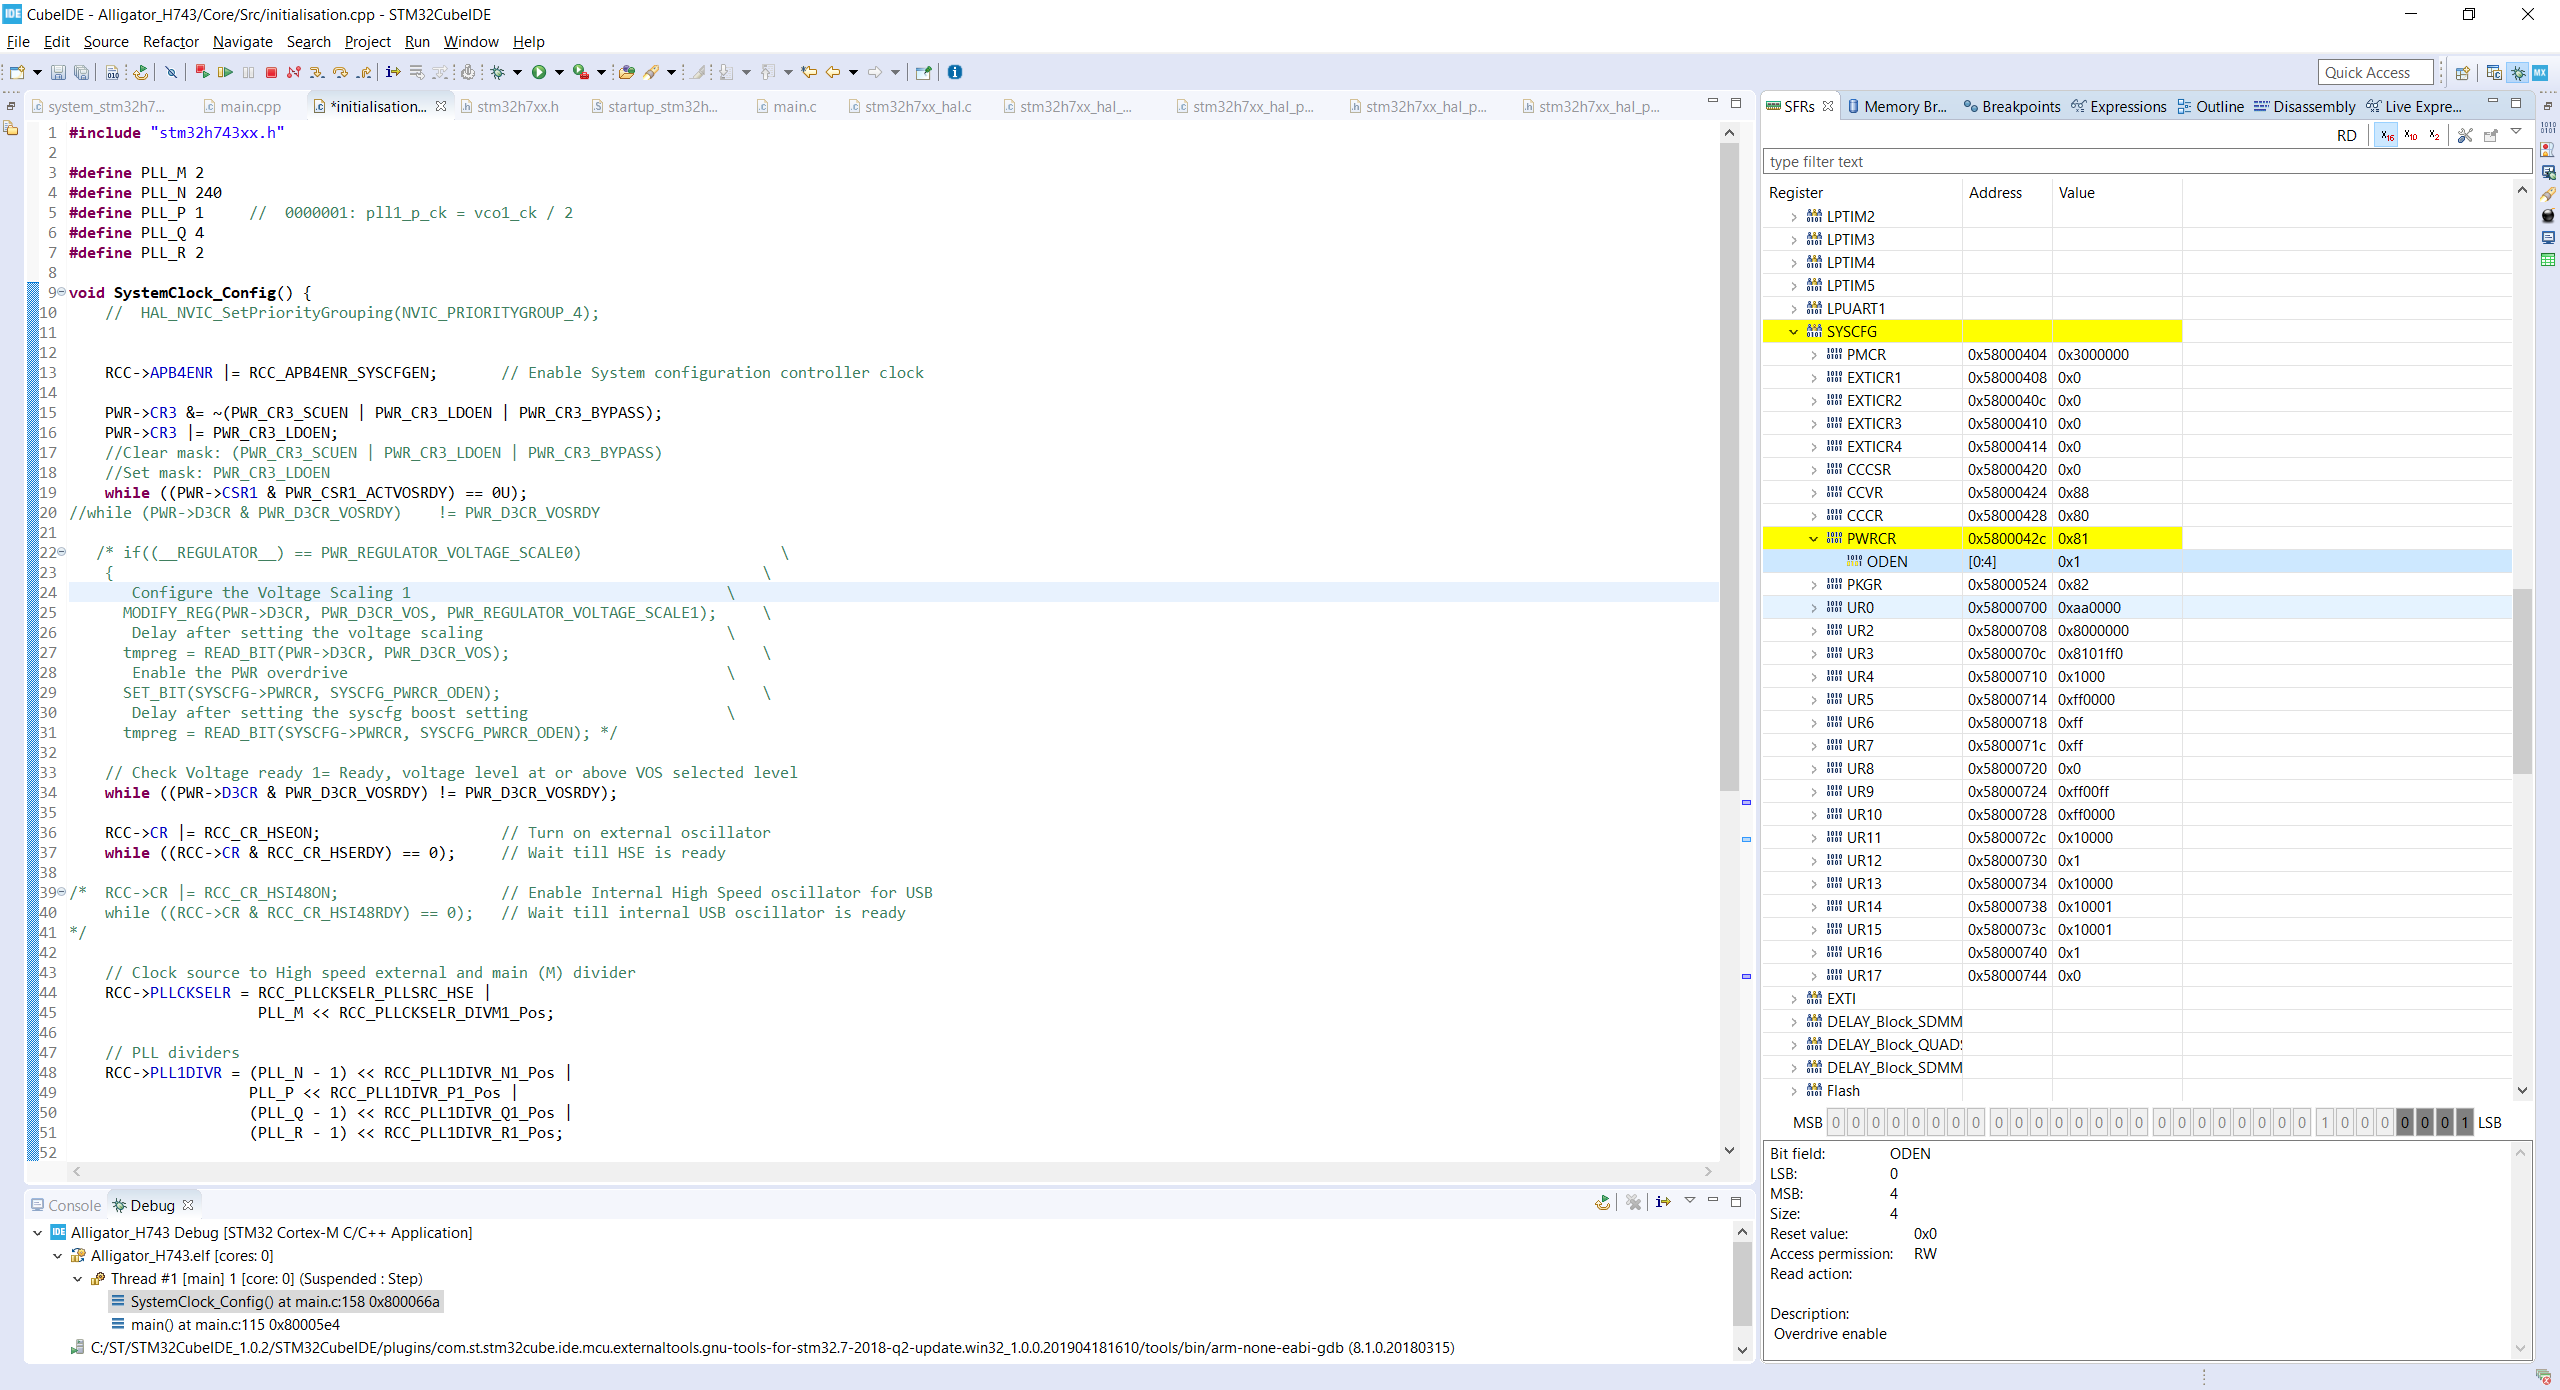 CubeIDE - Alligator_H743/Core/Src/initialisation.cpp - STM32CubeIDE
File Edit Source Refactor Navigate Search Project Run Window Help
Quick Access
system_stm32h7... main.cpp *initialisation... stm32h7xx.h startup_stm32h... main.c stm32h7xx_hal.c stm32h7xx_hal_... stm32h7xx_hal_p... stm32h7xx_hal_p... stm32h7xx_hal_p...
1 #include "stm32h743xx.h"
2
3 #define PLL_M 2
4 #define PLL_N 240
5 #define PLL_P 1 // 0000001: pll1_p_ck = vco1_ck / 2
6 #define PLL_Q 4
7 #define PLL_R 2
8
9 void SystemClock_Config() {
10 // HAL_NVIC_SetPriorityGrouping(NVIC_PRIORITYGROUP_4);
11
12
13 RCC->APB4ENR |= RCC_APB4ENR_SYSCFGEN; // Enable System configuration controller clock
14
15 PWR->CR3 &= ~(PWR_CR3_SCUEN | PWR_CR3_LDOEN | PWR_CR3_BYPASS);
16 PWR->CR3 |= PWR_CR3_LDOEN;
17 //Clear mask: (PWR_CR3_SCUEN | PWR_CR3_LDOEN | PWR_CR3_BYPASS)
18 //Set mask: PWR_CR3_LDOEN
19 while ((PWR->CSR1 & PWR_CSR1_ACTVOSRDY) == 0U);
20 //while (PWR->D3CR & PWR_D3CR_VOSRDY) != PWR_D3CR_VOSRDY
21
22 /* if((__REGULATOR__) == PWR_REGULATOR_VOLTAGE_SCALE0) \
23 { \
24 Configure the Voltage Scaling 1 \
25 MODIFY_REG(PWR->D3CR, PWR_D3CR_VOS, PWR_REGULATOR_VOLTAGE_SCALE1); \
26 Delay after setting the voltage scaling \
27 tmpreg = READ_BIT(PWR->D3CR, PWR_D3CR_VOS); \
28 Enable the PWR overdrive \
29 SET_BIT(SYSCFG->PWRCR, SYSCFG_PWRCR_ODEN); \
30 Delay after setting the syscfg boost setting \
31 tmpreg = READ_BIT(SYSCFG->PWRCR, SYSCFG_PWRCR_ODEN); */
32
33 // Check Voltage ready 1= Ready, voltage level at or above VOS selected level
34 while ((PWR->D3CR & PWR_D3CR_VOSRDY) != PWR_D3CR_VOSRDY);
35
36 RCC->CR |= RCC_CR_HSEON; // Turn on external oscillator
37 while ((RCC->CR & RCC_CR_HSERDY) == 0); // Wait till HSE is ready
38
39 /* RCC->CR |= RCC_CR_HSI48ON; // Enable Internal High Speed oscillator for USB
40 while ((RCC->CR & RCC_CR_HSI48RDY) == 0); // Wait till internal USB oscillator is ready
41 */
42
43 // Clock source to High speed external and main (M) divider
44 RCC->PLLCKSELR = RCC_PLLCKSELR_PLLSRC_HSE |
45 PLL_M << RCC_PLLCKSELR_DIVM1_Pos;
46
47 // PLL dividers
48 RCC->PLL1DIVR = (PLL_N - 1) << RCC_PLL1DIVR_N1_Pos |
49 PLL_P << RCC_PLL1DIVR_P1_Pos |
50 (PLL_Q - 1) << RCC_PLL1DIVR_Q1_Pos |
51 (PLL_R - 1) << RCC_PLL1DIVR_R1_Pos;
52
Console Debug
Alligator_H743 Debug [STM32 Cortex-M C/C++ Application]
Alligator_H743.elf [cores: 0]
Thread #1 [main] 1 [core: 0] (Suspended : Step)
SystemClock_Config() at main.c:158 0x800066a
main() at main.c:115 0x80005e4
C:/ST/STM32CubeIDE_1.0.2/STM32CubeIDE/plugins/com.st.stm32cube.ide.mcu.externaltools.gnu-tools-for-stm32.7-2018-q2-update.win32_1.0.0.201904181610/tools/bin/arm-none-eabi-gdb (8.1.0.20180315)
SFRs Memory Br... Breakpoints Expressions Outline Disassembly Live Expre...
RD X16 X10 X2
type filter text
Register Address Value
LPTIM2
LPTIM3
LPTIM4
LPTIM5
LPUART1
SYSCFG
PMCR 0x58000404 0x3000000
EXTICR1 0x58000408 0x0
EXTICR2 0x5800040c 0x0
EXTICR3 0x58000410 0x0
EXTICR4 0x58000414 0x0
CCCSR 0x58000420 0x0
CCVR 0x58000424 0x88
CCCR 0x58000428 0x80
PWRCR 0x5800042c 0x81
ODEN [0:4] 0x1
PKGR 0x58000524 0x82
UR0 0x58000700 0xaa0000
UR2 0x58000708 0x8000000
UR3 0x5800070c 0x8101ff0
UR4 0x58000710 0x1000
UR5 0x58000714 0xff0000
UR6 0x58000718 0xff
UR7 0x5800071c 0xff
UR8 0x58000720 0x0
UR9 0x58000724 0xff00ff
UR10 0x58000728 0xff0000
UR11 0x5800072c 0x10000
UR12 0x58000730 0x1
UR13 0x58000734 0x10000
UR14 0x58000738 0x10001
UR15 0x5800073c 0x10001
UR16 0x58000740 0x1
UR17 0x58000744 0x0
EXTI
DELAY_Block_SDMM
DELAY_Block_QUADS
DELAY_Block_SDMM
Flash
MSB 0 0 0 0 0 0 0 0 0 0 0 0 0 0 0 0 0 0 0 0 0 0 0 0 1 0 0 0 0 0 0 1 LSB
Bit field: ODEN
LSB: 0
MSB: 4
Size: 4
Reset value: 0x0
Access permission: RW
Read action:
Description:
Overdrive enable